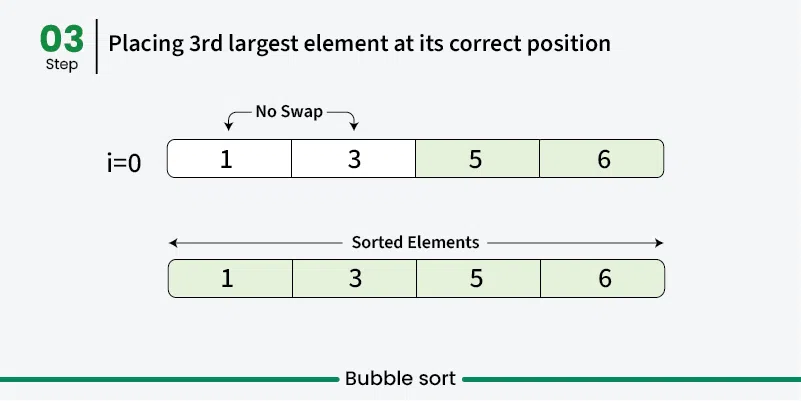 03
Step
Placing 3rd largest element at its correct position
No Swap
i=0
1 3 5 6
Sorted Elements
1 3 5 6
Bubble sort